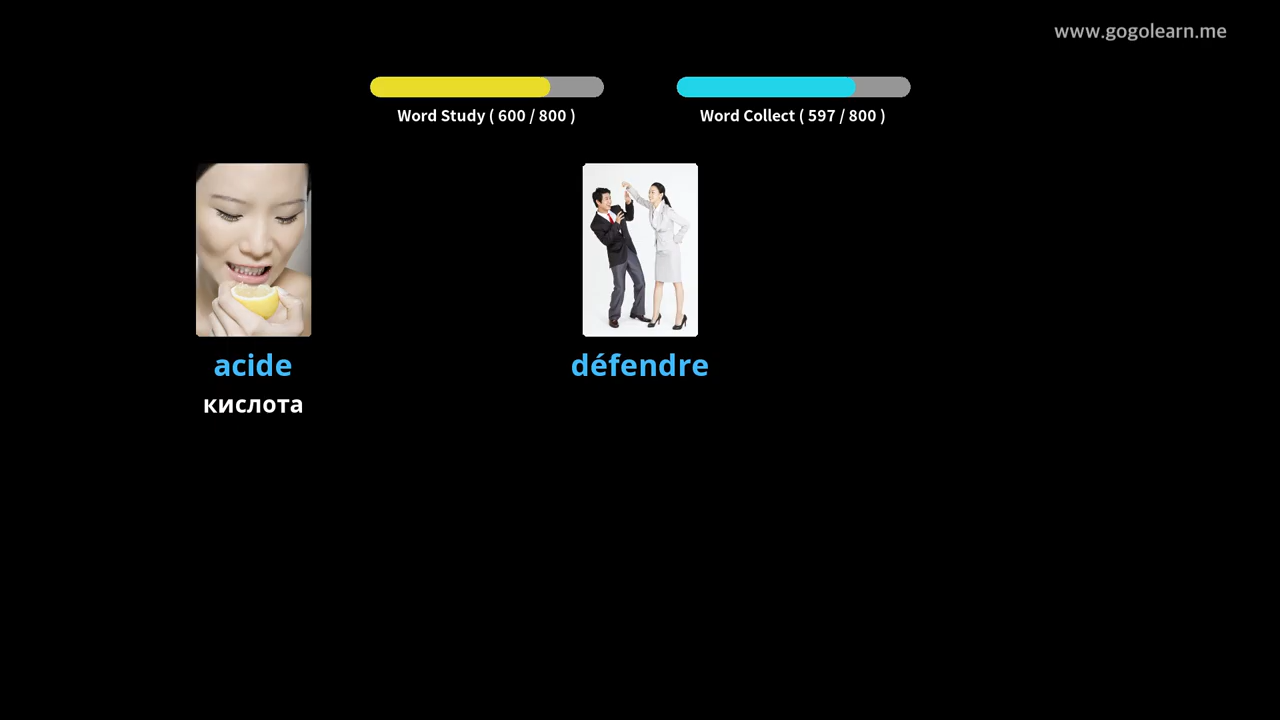 www.gogolearn.me
Word Study ( 600 / 800 )
Word Collect ( 597 / 800 )
acide
défendre
кислота